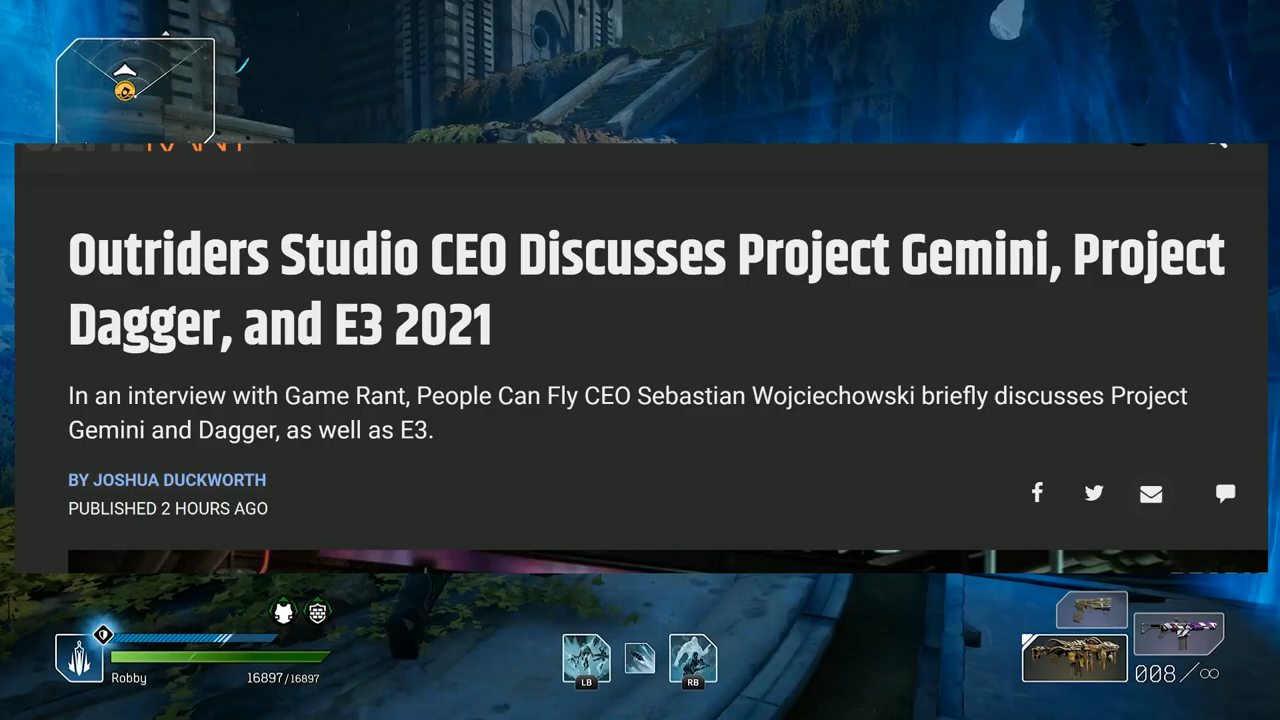 Outriders Studio CEO Discusses Project Gemini, Project
Dagger, and E3 2021
In an interview with Game Rant, People Can Fly CEO Sebastian Wojciechowski briefly discusses Project
Gemini and Dagger, as well as E3.
BY JOSHUA DUCKWORTH
PUBLISHED 2 HOURS AGO
Robby
16897/16897
LB
RB
008/∞